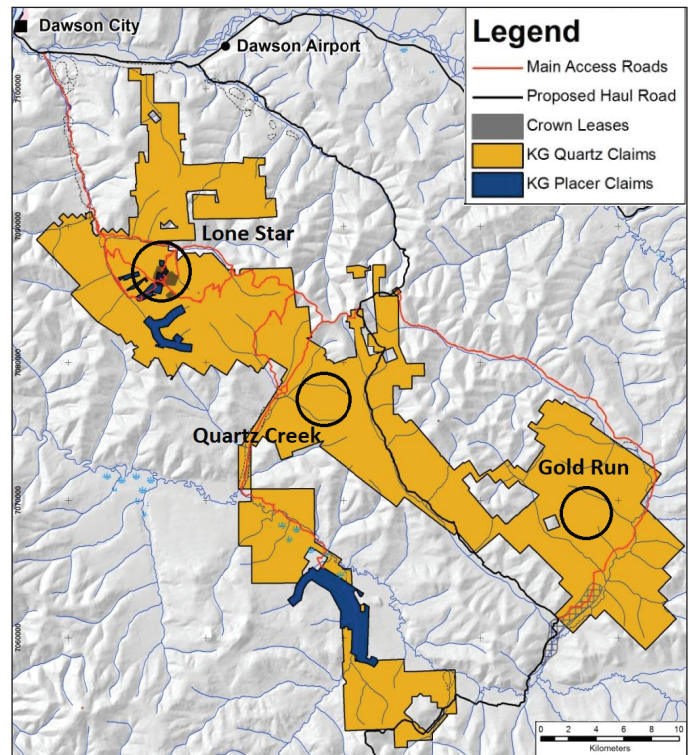 Dawson City
Dawson Airport
Legend
Main Access Roads
Proposed Haul Road
Crown Leases
KG Quartz Claims
KG Placer Claims
7100000
7090000
Lone Star
7080000
Quartz Creek
Gold Run
7070000
7060000
0 2 4 6 8 10
Kilometers